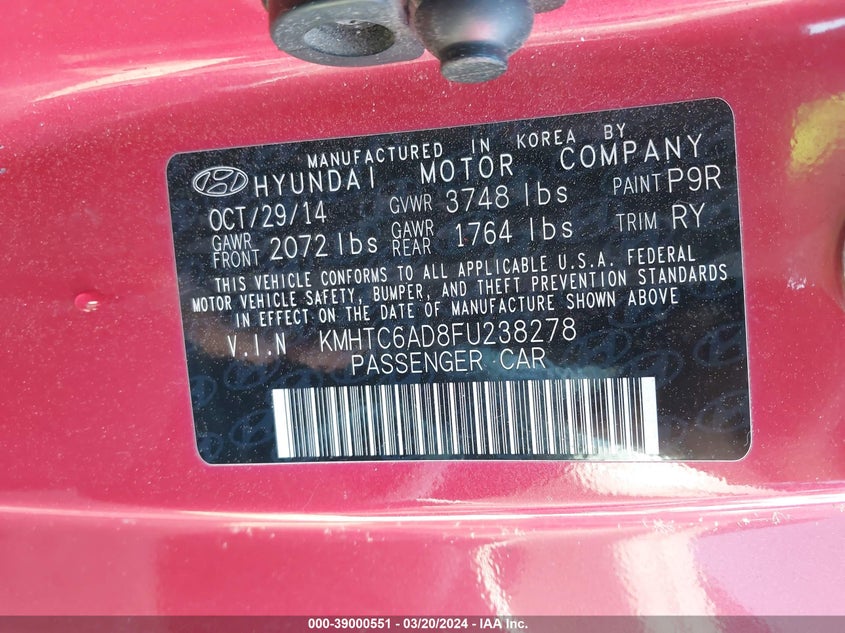 MANUFACTURED IN KOREA BY
HYUNDAI MOTOR COMPANY
OCT/29/14 GVWR 3748 lbs PAINT P9R
GAWR FRONT 2072 lbs GAWR REAR 1764 lbs TRIM RY
THIS VEHICLE CONFORMS TO ALL APPLICABLE U.S.A. FEDERAL
MOTOR VEHICLE SAFETY, BUMPER, AND THEFT PREVENTION STANDARDS
IN EFFECT ON THE DATE OF MANUFACTURE SHOWN ABOVE
V.I.N KMHTC6AD8FU238278
PASSENGER CAR
000-39000551 - 03/20/2024 - IAA Inc.